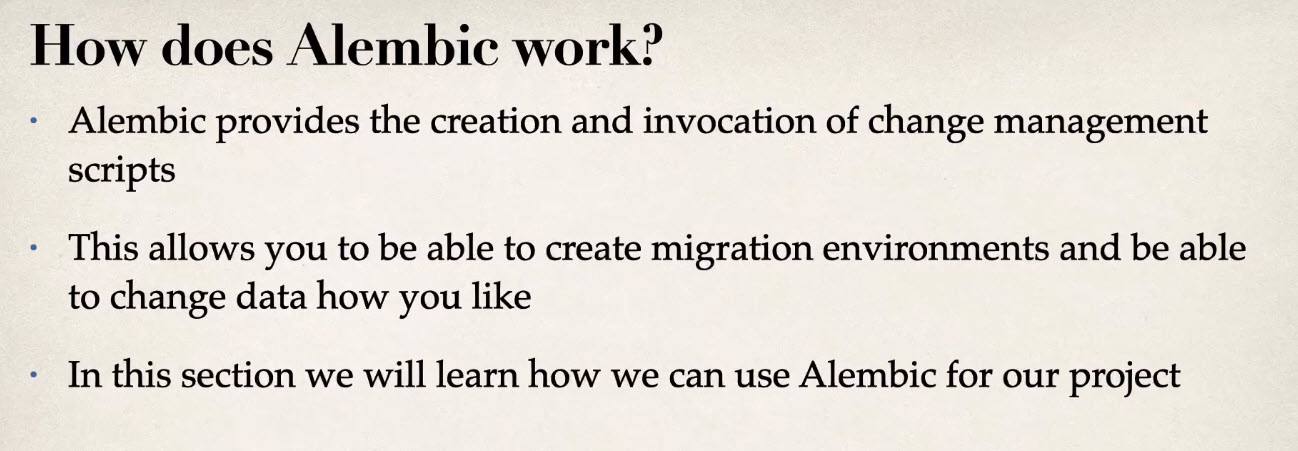 How does Alembic work?
• Alembic provides the creation and invocation of change management
scripts
• This allows you to be able to create migration environments and be able
to change data how you like
• In this section we will learn how we can use Alembic for our project